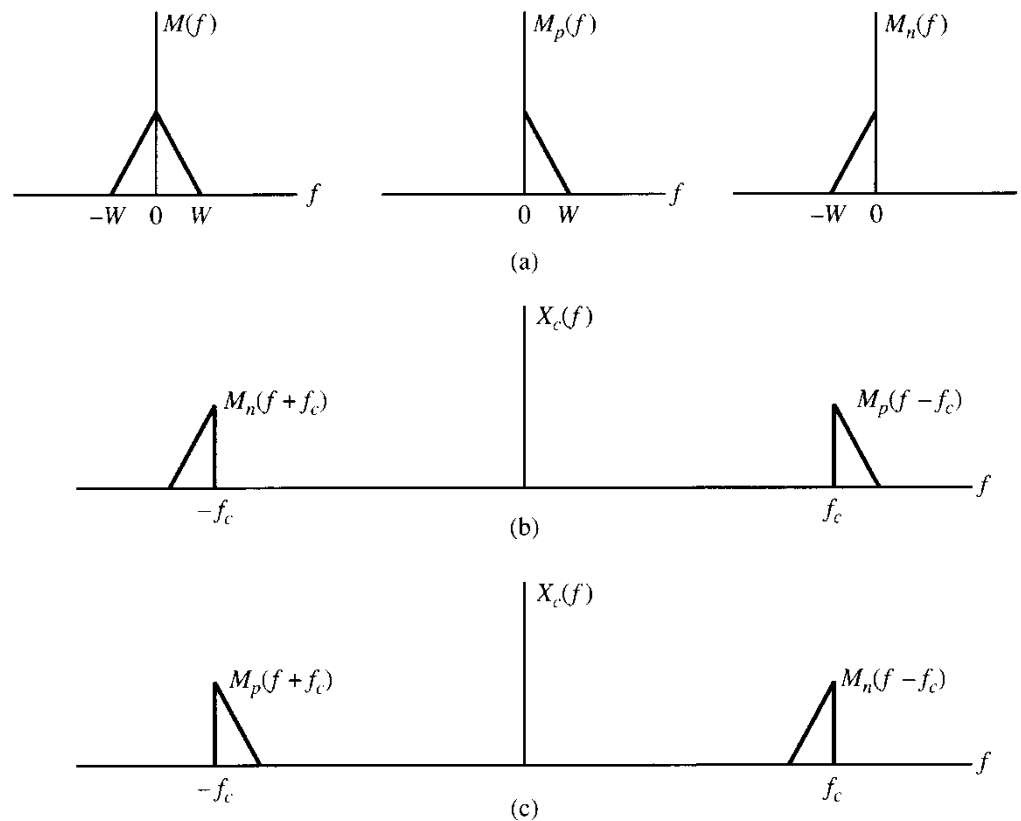 M(f)
M_p(f)
M_n(f)
f
f
–W 0 W
0 W
–W 0
(a)
X_c(f)
M_n(f + f_c)
M_p(f – f_c)
f
–f_c
f_c
(b)
X_c(f)
M_p(f + f_c)
M_n(f – f_c)
f
–f_c
f_c
(c)